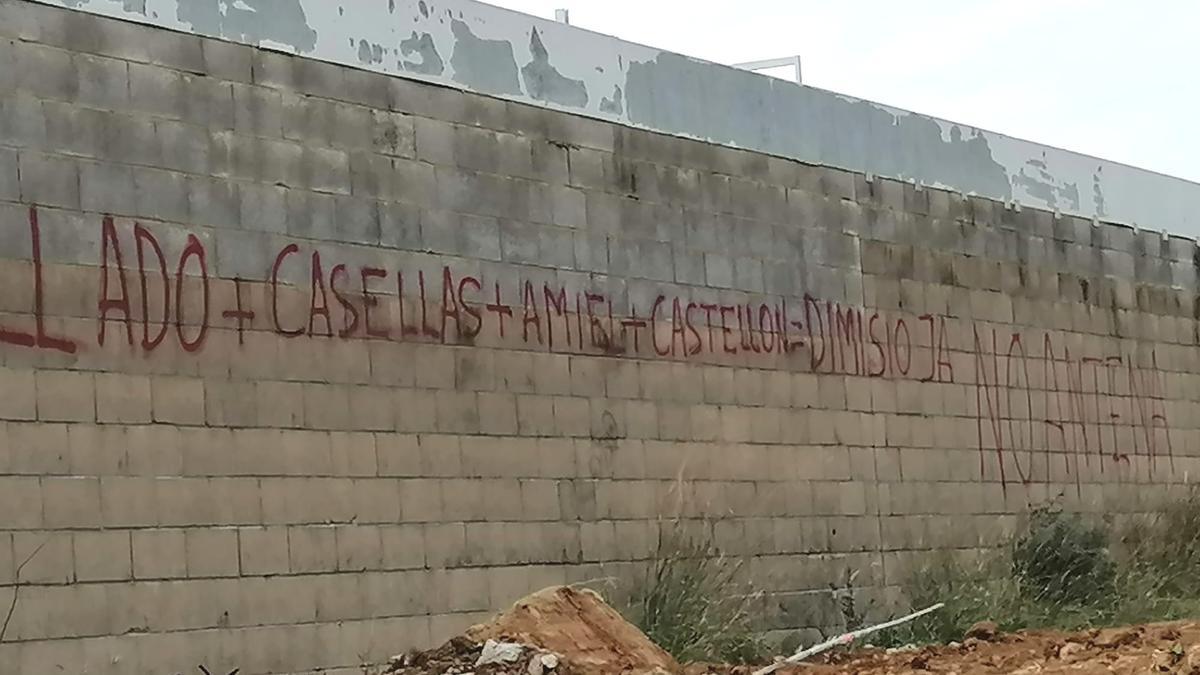 LLADO + CASELLAS + AMIEL + CASTELLON = DIMISIO JA NO ANTENA